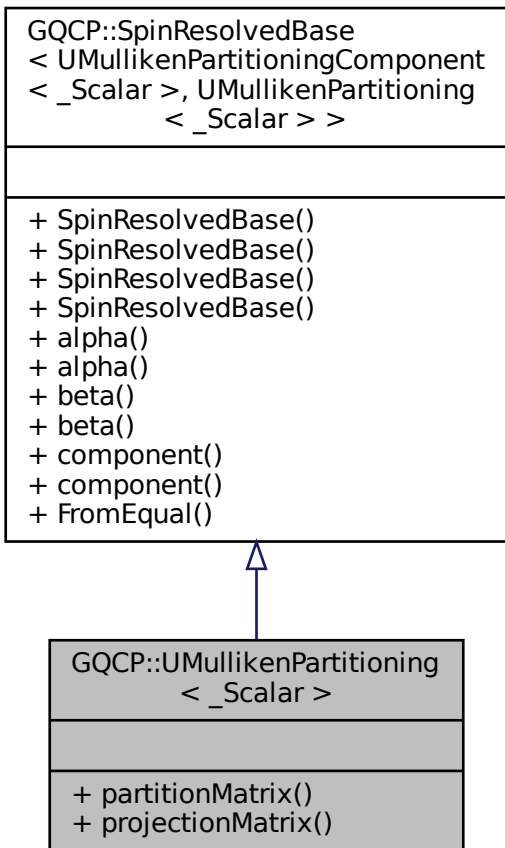 GQCP::SpinResolvedBase
< UMullikenPartitioningComponent
< _Scalar >, UMullikenPartitioning
< _Scalar > >
+ SpinResolvedBase()
+ SpinResolvedBase()
+ SpinResolvedBase()
+ SpinResolvedBase()
+ alpha()
+ alpha()
+ beta()
+ beta()
+ component()
+ component()
+ FromEqual()
GQCP::UMullikenPartitioning
< _Scalar >
+ partitionMatrix()
+ projectionMatrix()